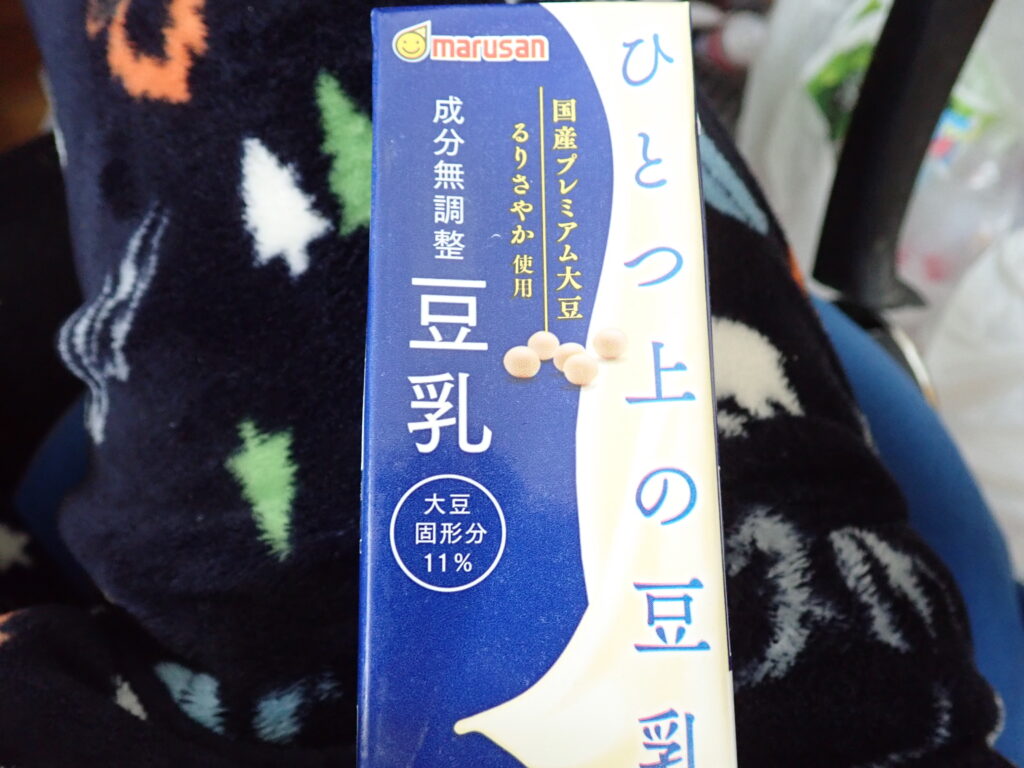 marusan
ひとつ上の豆乳
国産プレミアム大豆
るりさやか使用
成分無調整
豆乳
大豆
固形分
11%